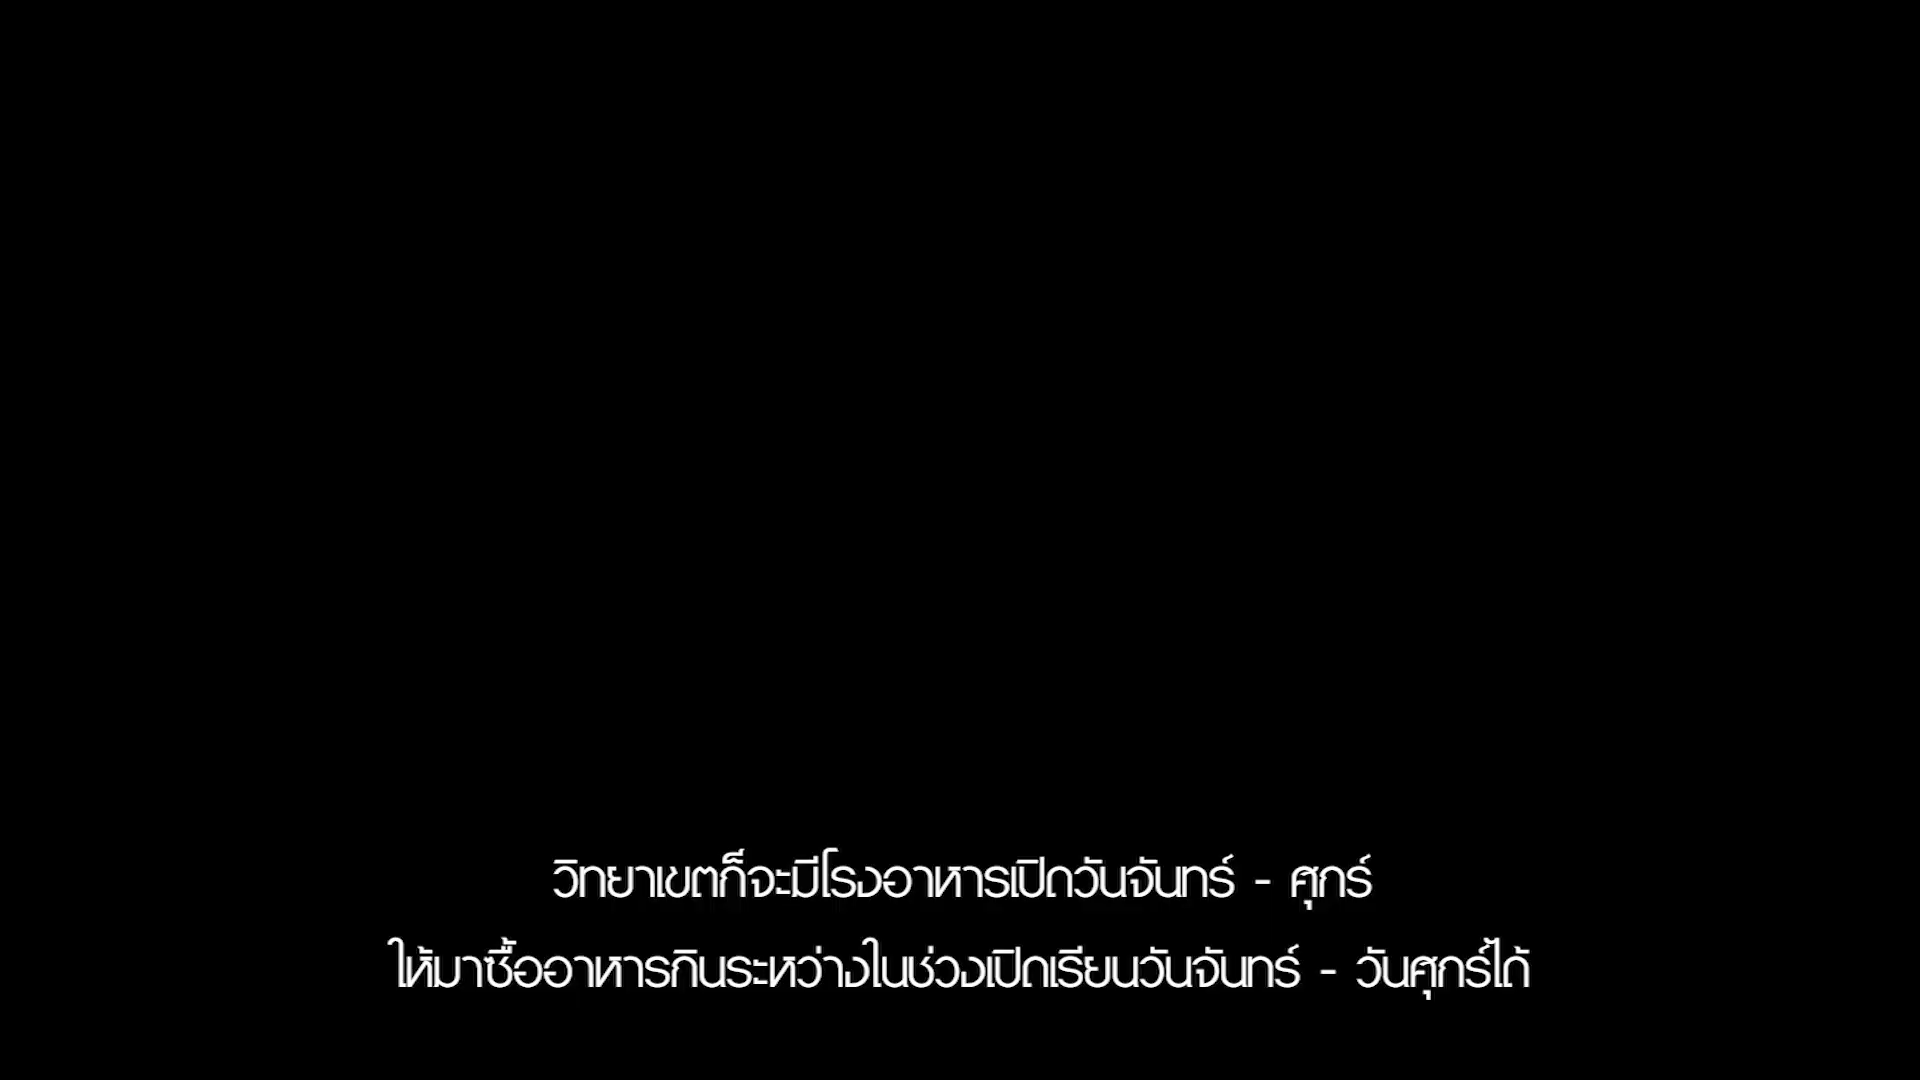 วิทยาเขตก็จะมีโรงอาหารเปิดวันจันทร์ - ศุกร์
ให้มาซื้ออาหารกินระหว่างในช่วงเปิดเรียนวันจันทร์ - วันศุกร์ได้